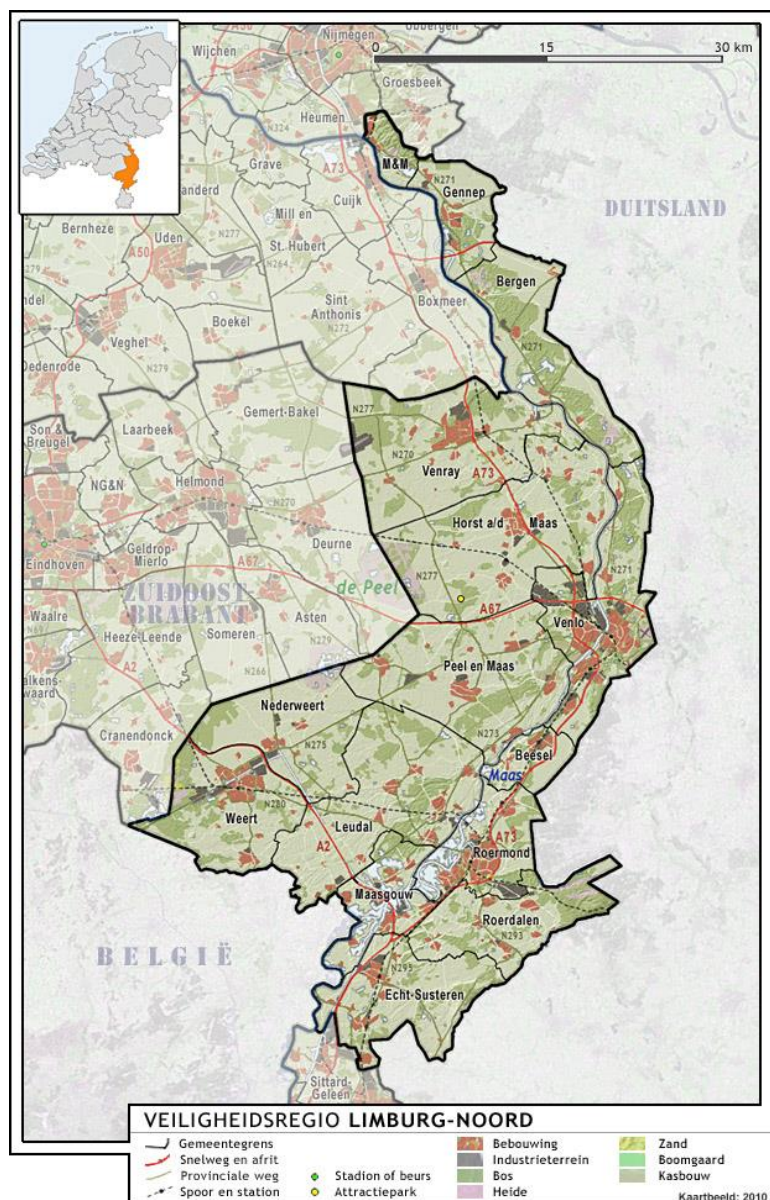 A50
Nijmegen
Ubbergen
Wijchen
0 15 30 km
Groesbeek
Heumen
N324
M&M
Grave
A73
N271
Gennep
Cuijk
DUITSLAND
Mill en
St. Hubert
Bernheze
Uden
N277
N264
A50
Bergen
Boxmeer
Sint
Anthonis
N272
Boekel
Veghel
N279
N271
Gemert-Bakel
N277
Laarbeek
Son &
Breugel
N270
Venray
A73
NG&N
Helmond
N270
Horst a/d Maas
Deurne
Geldrop-
Mierlo
Eindhoven
A67
N277
N271
de Peel
ZUIDOOST-
BRABANT
A67
Asten
Venlo
Waalre
Heeze-Leende
Someren
N279
Peel en Maas
A2
N266
Nederweert
Cranendonck
N273
N275
Beesel
Maas
N280
Weert
Leudal
A2
A73
Roermond
Maasgouw
Roerdalen
N293
BELGIË
N295
Echt-Susteren
Sittard-
Geleen
VEILIGHEIDSREGIO LIMBURG-NOORD
Gemeentegrens
Snelweg en afrit
Provinciale weg
Spoor en station
Stadion of beurs
Attractiepark
Bebouwing
Industrieterrein
Bos
Heide
Zand
Boomgaard
Kasbouw
Kaartbeeld: 2010